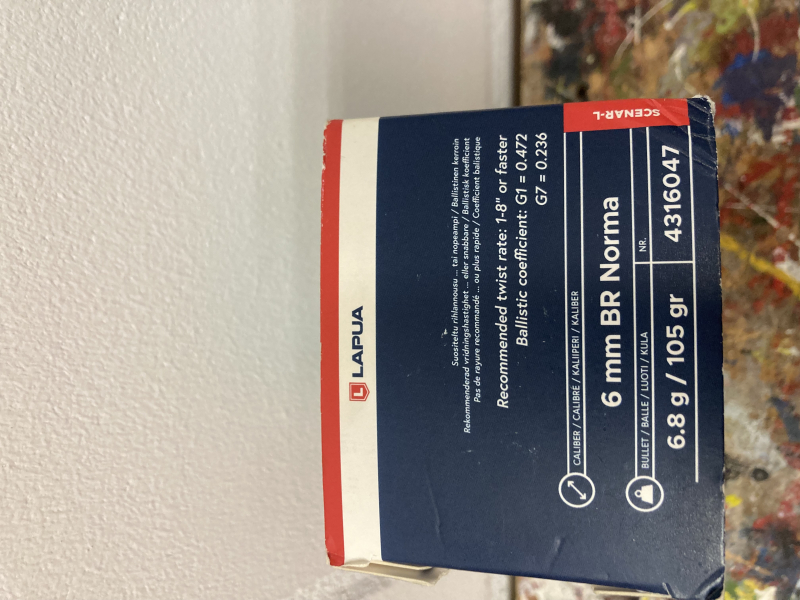 LAPUA
Suositeltu rihlannousu ... tai nopeampi / Ballistinen kerroin
Rekommenderad vridningshastighet ... eller snabbare / Ballistisk koefficient
Pas de rayure recommandé ... ou plus rapide / Coefficient balistique
Recommended twist rate: 1-8" or faster
Ballistic coefficient: G1 = 0.472
G7 = 0.236
SCENAR-L
CALIBER / CALIBRE / KALIIPERI / KALIBER
6 mm BR Norma
BULLET / BALLE / LUOTI / KULA
NR.
6.8 g / 105 gr
4316047